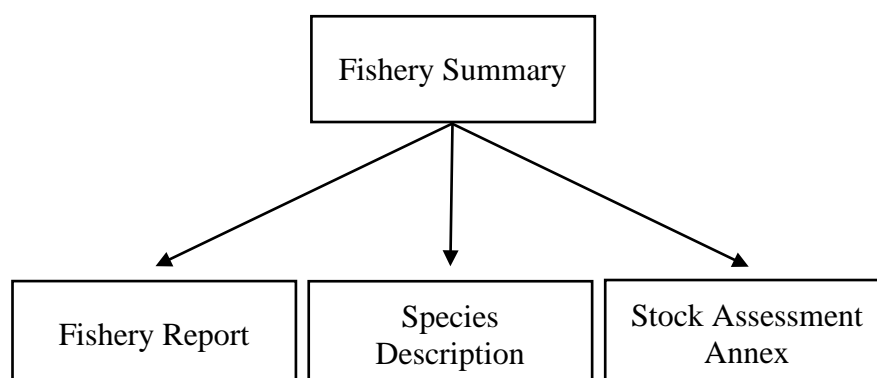 Fishery Summary
Fishery Report
Species
Description
Stock Assessment
Annex